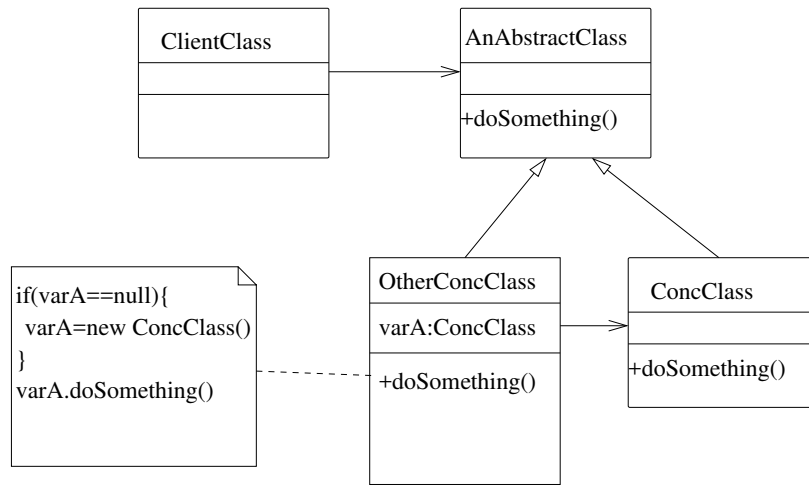 ClientClass
AnAbstractClass
+doSomething()
if(varA==null){
varA=new ConcClass()
}
varA.doSomething()
OtherConcClass
varA:ConcClass
+doSomething()
ConcClass
+doSomething()